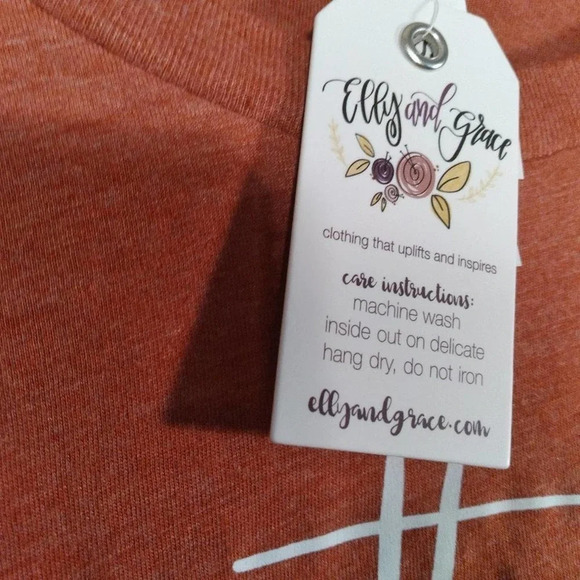 Elly and Grace
clothing that uplifts and inspires
care instructions:
machine wash
inside out on delicate
hang dry, do not iron
ellyandgrace.com